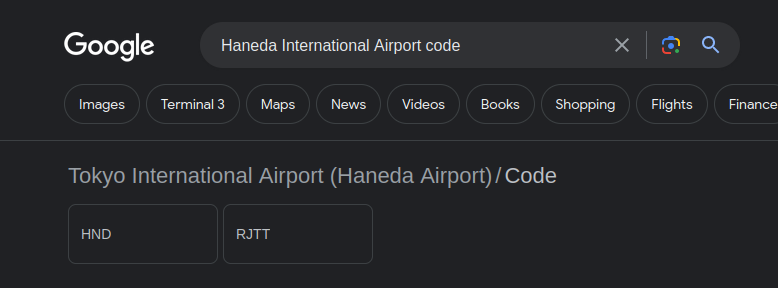 Google Haneda International Airport code
Images Terminal 3 Maps News Videos Books Shopping Flights Finance
Tokyo International Airport (Haneda Airport)/Code
HND RJTT